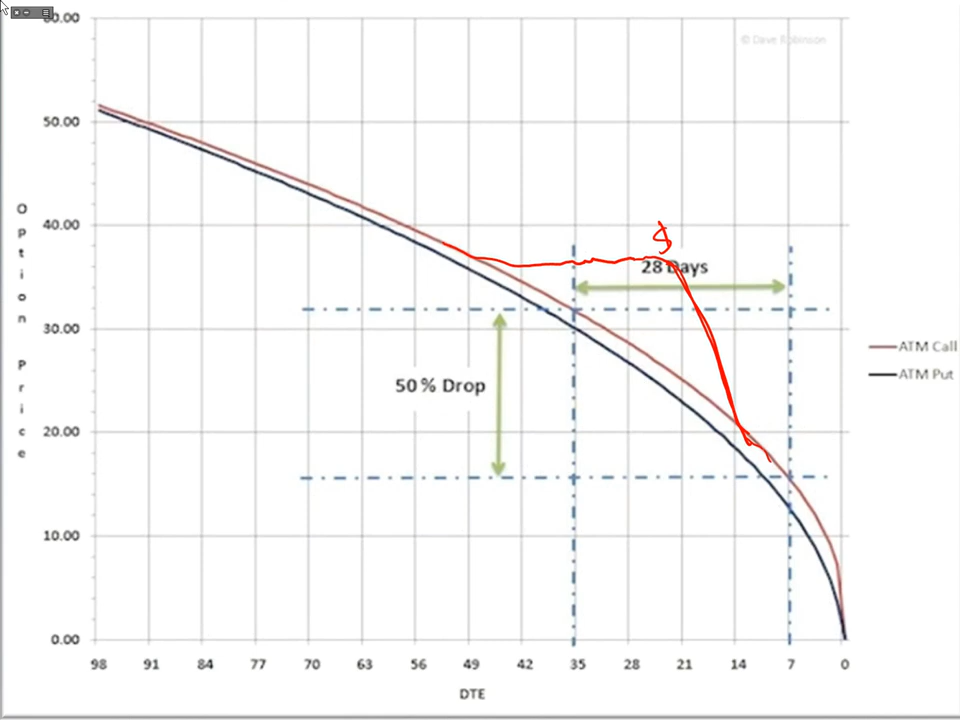 60.00
© Dave Robinson
50.00
40.00
30.00
20.00
10.00
0.00
Option Price
28 Days
$
50 % Drop
ATM Call
ATM Put
98 91 84 77 70 63 56 49 42 35 28 21 14 7 0
DTE